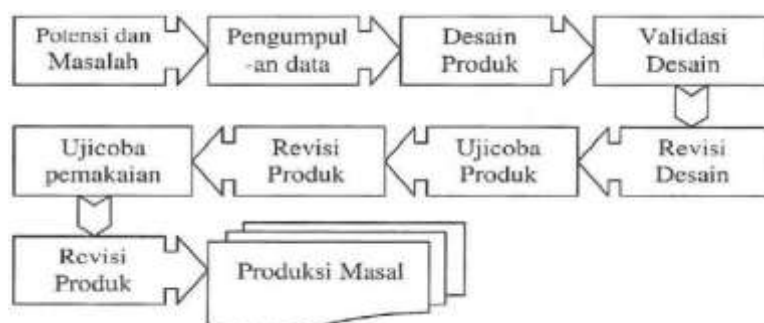 Potensi dan
Masalah
Pengumpul
-an data
Desain
Produk
Validasi
Desain
Ujicoba
pemakaian
Revisi
Produk
Ujicoba
Produk
Revisi
Desain
Revisi
Produk
Produksi Masal